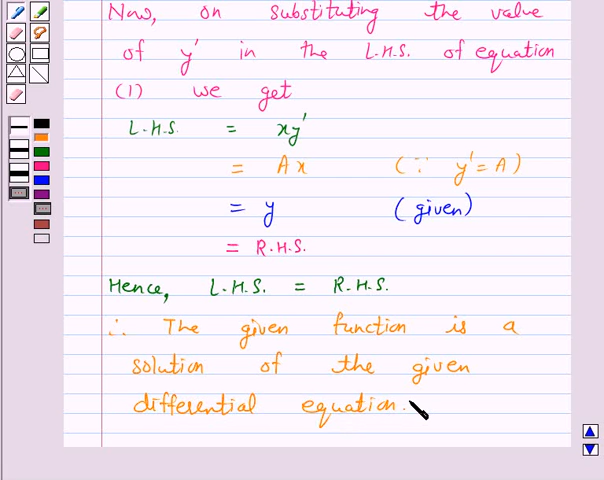 Now, on substituting the value
of y' in the L.H.S. of equation
(1) we get
L.H.S. = xy'
= Ax (∵ y' = A)
= y (given)
= R.H.S.
Hence, L.H.S. = R.H.S.
∴ The given function is a
solution of the given
differential equation.